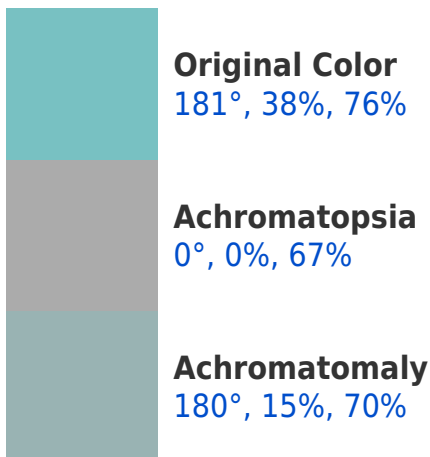 Original Color
181°, 38%, 76%
Achromatopsia
0°, 0%, 67%
Achromatomaly
180°, 15%, 70%